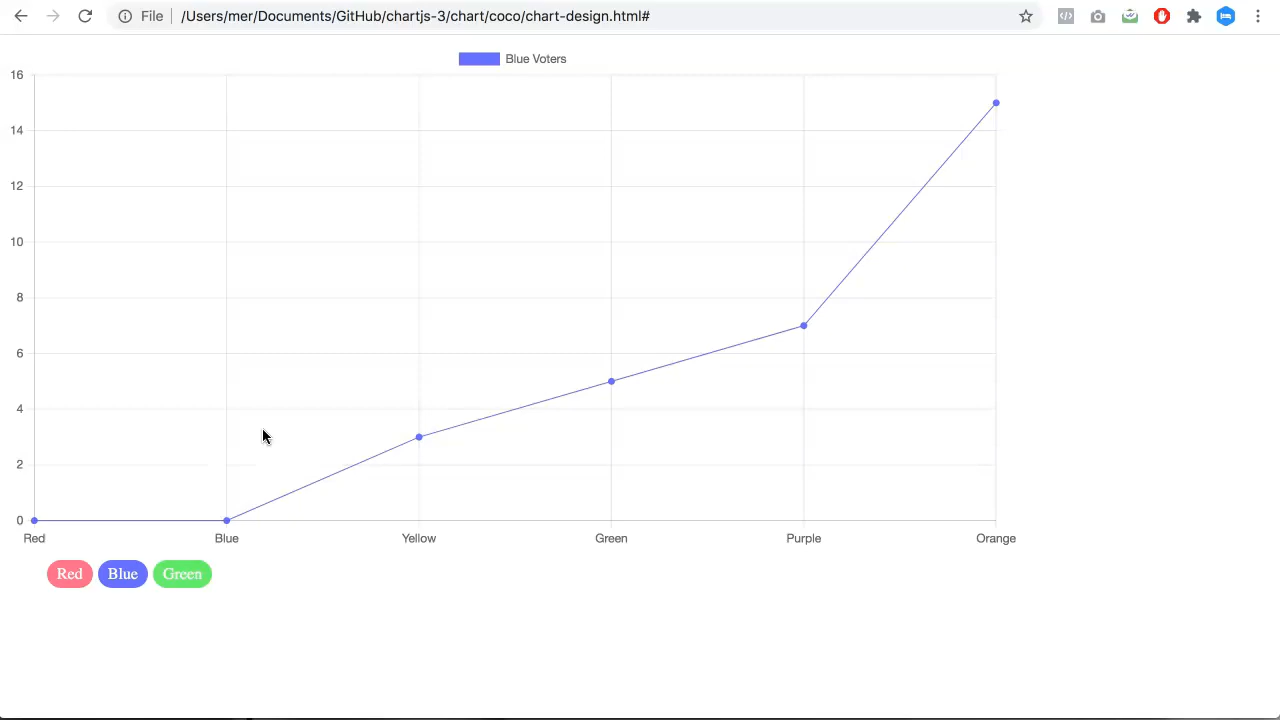 File /Users/mer/Documents/GitHub/chartjs-3/chart/coco/chart-design.html#
Blue Voters
16
14
12
10
8
6
4
2
0
Red Blue Yellow Green Purple Orange
Red Blue Green